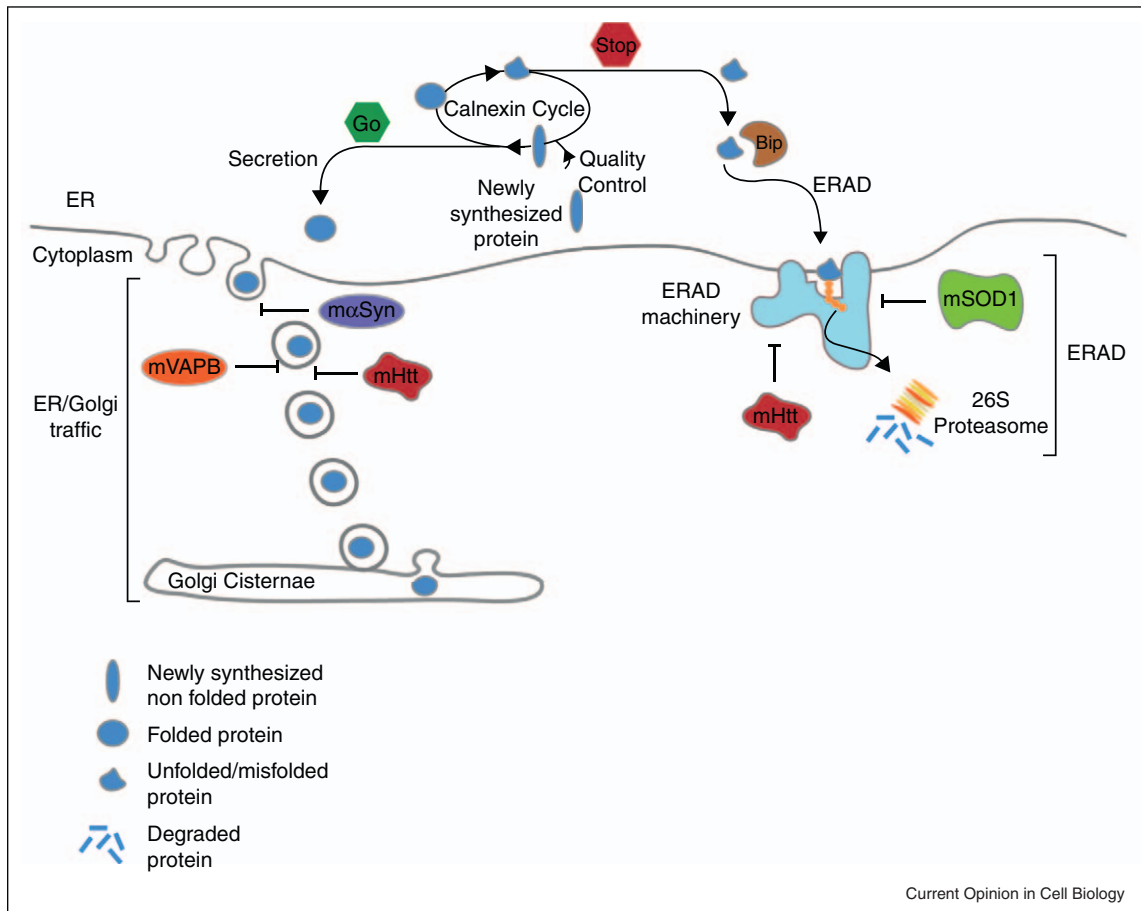 Stop
Calnexin Cycle
Go
Bip
Secretion
Quality
Control
ERAD
Newly
synthesized
protein
ER
Cytoplasm
ERAD
machinery
mSOD1
mαSyn
ERAD
mVAPB
mHtt
ER/Golgi
traffic
mHtt
26S
Proteasome
Golgi Cisternae
Newly synthesized
non folded protein
Folded protein
Unfolded/misfolded
protein
Degraded
protein
Current Opinion in Cell Biology